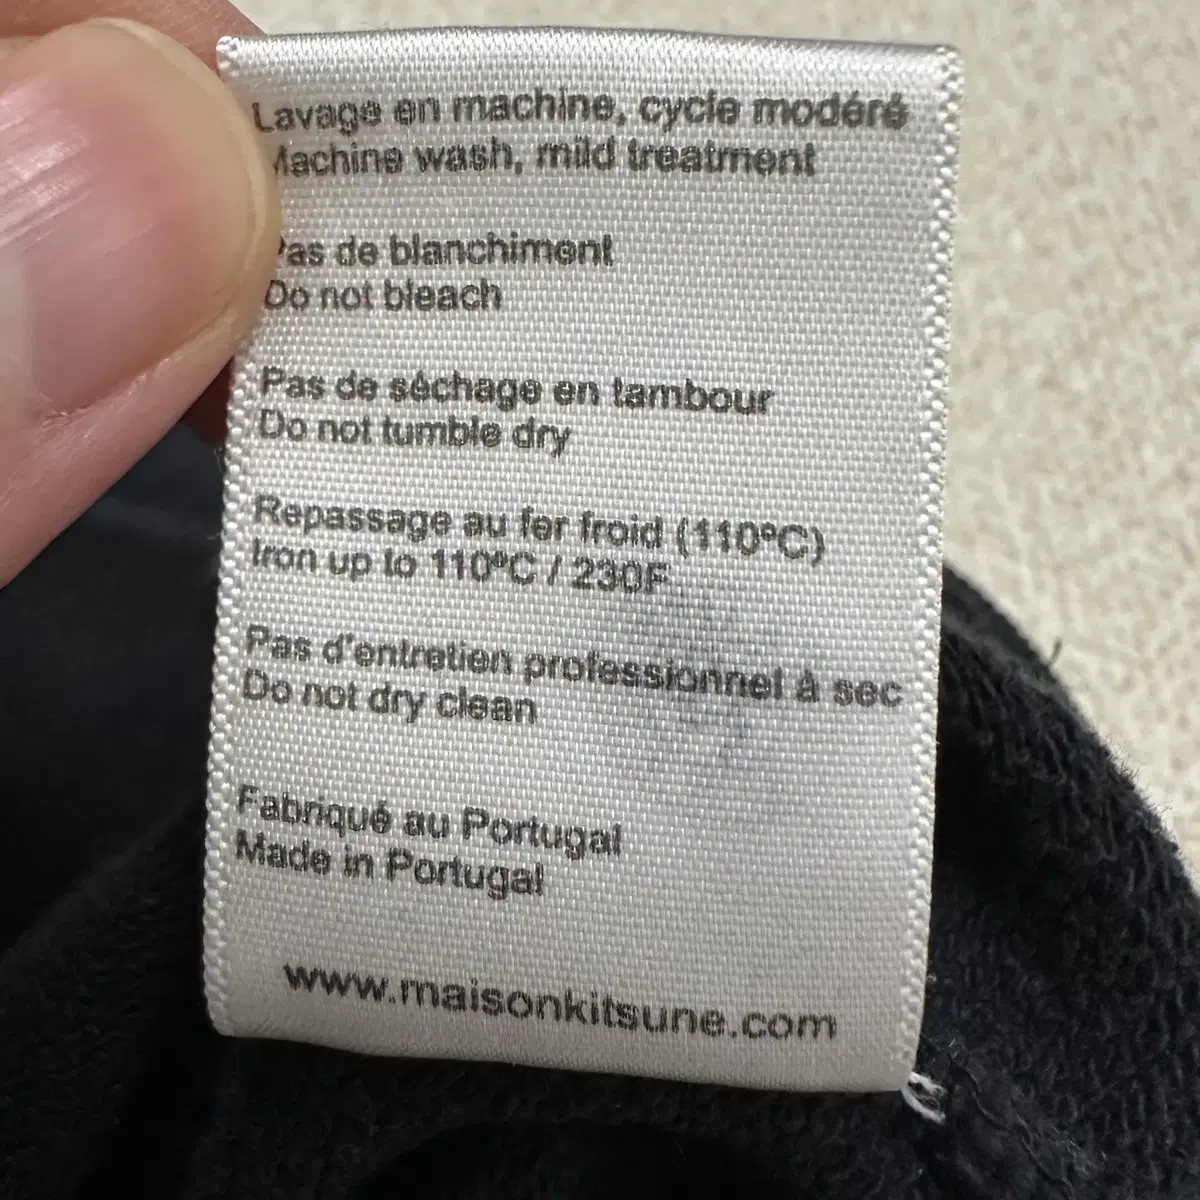 Lavage en machine, cycle modéré
Machine wash, mild treatment
Pas de blanchiment
Do not bleach
Pas de séchage en tambour
Do not tumble dry
Repassage au fer froid (110ºC)
Iron up to 110ºC / 230F
Pas d'entretien professionnel à sec
Do not dry clean
Fabriqué au Portugal
Made in Portugal
www.maisonkitsune.com